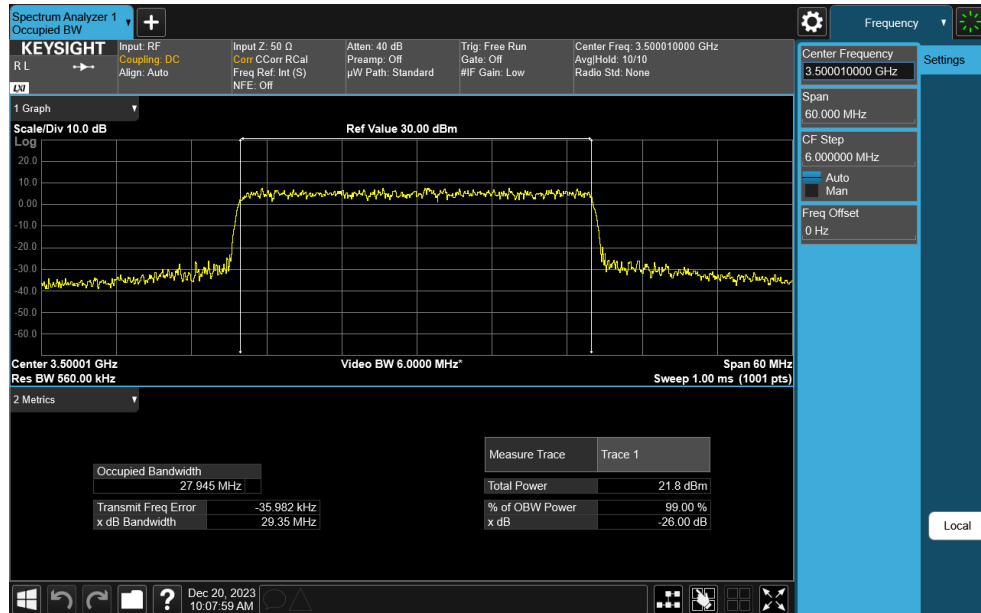 Spectrum Analyzer 1
Occupied BW
Frequency
KEYSIGHT
R L
LXI
Input: RF
Coupling: DC
Align: Auto
Input Z: 50 Ω
Corr CCorr RCal
Freq Ref: Int (S)
NFE: Off
Atten: 40 dB
Preamp: Off
µW Path: Standard
Trig: Free Run
Gate: Off
#IF Gain: Low
Center Freq: 3.500010000 GHz
Avg|Hold: 10/10
Radio Std: None
Center Frequency
3.500010000 GHz
Settings
Span
60.000 MHz
CF Step
6.000000 MHz
Auto
Man
Freq Offset
0 Hz
Local
1 Graph
Scale/Div 10.0 dB
Ref Value 30.00 dBm
Log
20.0
10.0
0.00
-10.0
-20.0
-30.0
-40.0
-50.0
-60.0
Center 3.50001 GHz
Video BW 6.0000 MHz*
Span 60 MHz
Res BW 560.00 kHz
Sweep 1.00 ms (1001 pts)
2 Metrics
Measure Trace
Trace 1
Occupied Bandwidth
27.945 MHz
Total Power
21.8 dBm
Transmit Freq Error
-35.982 kHz
% of OBW Power
99.00 %
x dB Bandwidth
29.35 MHz
x dB
-26.00 dB
?
Dec 20, 2023
10:07:59 AM